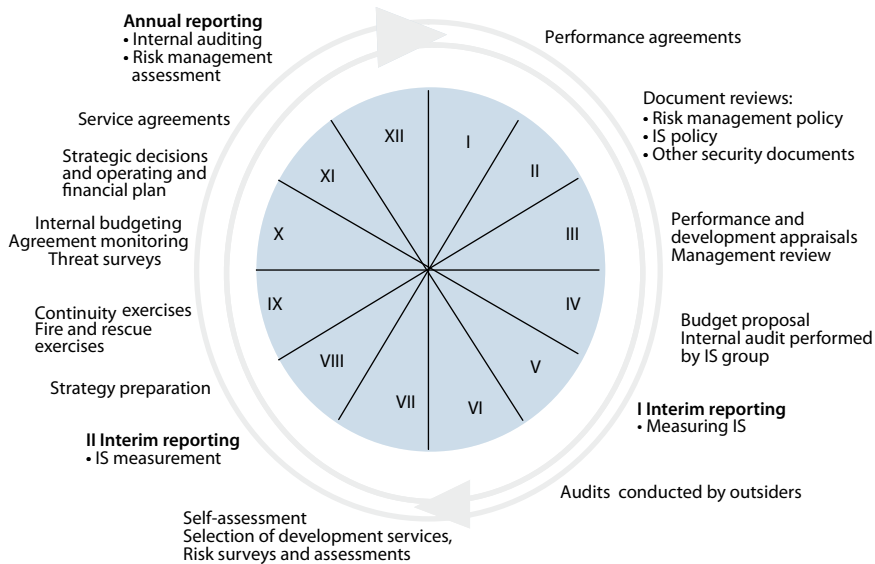 Annual reporting
• Internal auditing
• Risk management
assessment
Performance agreements
Document reviews:
• Risk management policy
• IS policy
• Other security documents
Performance and
development appraisals
Management review
Budget proposal
Internal audit performed
by IS group
I Interim reporting
• Measuring IS
Audits conducted by outsiders
Self-assessment
Selection of development services,
Risk surveys and assessments
II Interim reporting
• IS measurement
Strategy preparation
Continuity exercises
Fire and rescue
exercises
Internal budgeting
Agreement monitoring
Threat surveys
Strategic decisions
and operating and
financial plan
Service agreements
I
II
III
IV
V
VI
VII
VIII
IX
X
XI
XII